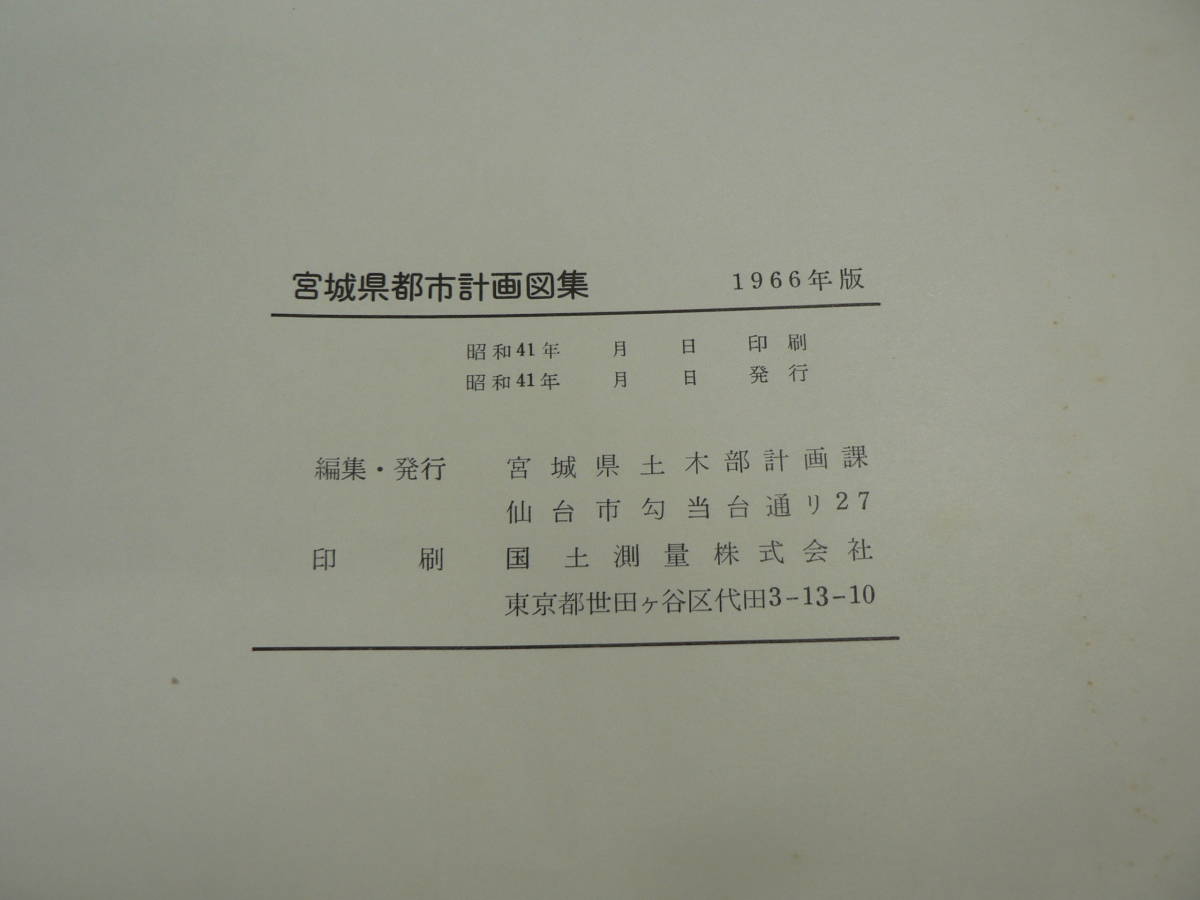 宮城県都市計画図集 1966年版
昭和41年 月 日 印刷
昭和41年 月 日 発行
編集・発行 宮城県土木部計画課
仙台市勾当台通リ27
印刷 国土測量株式会社
東京都世田ヶ谷区代田3-13-10